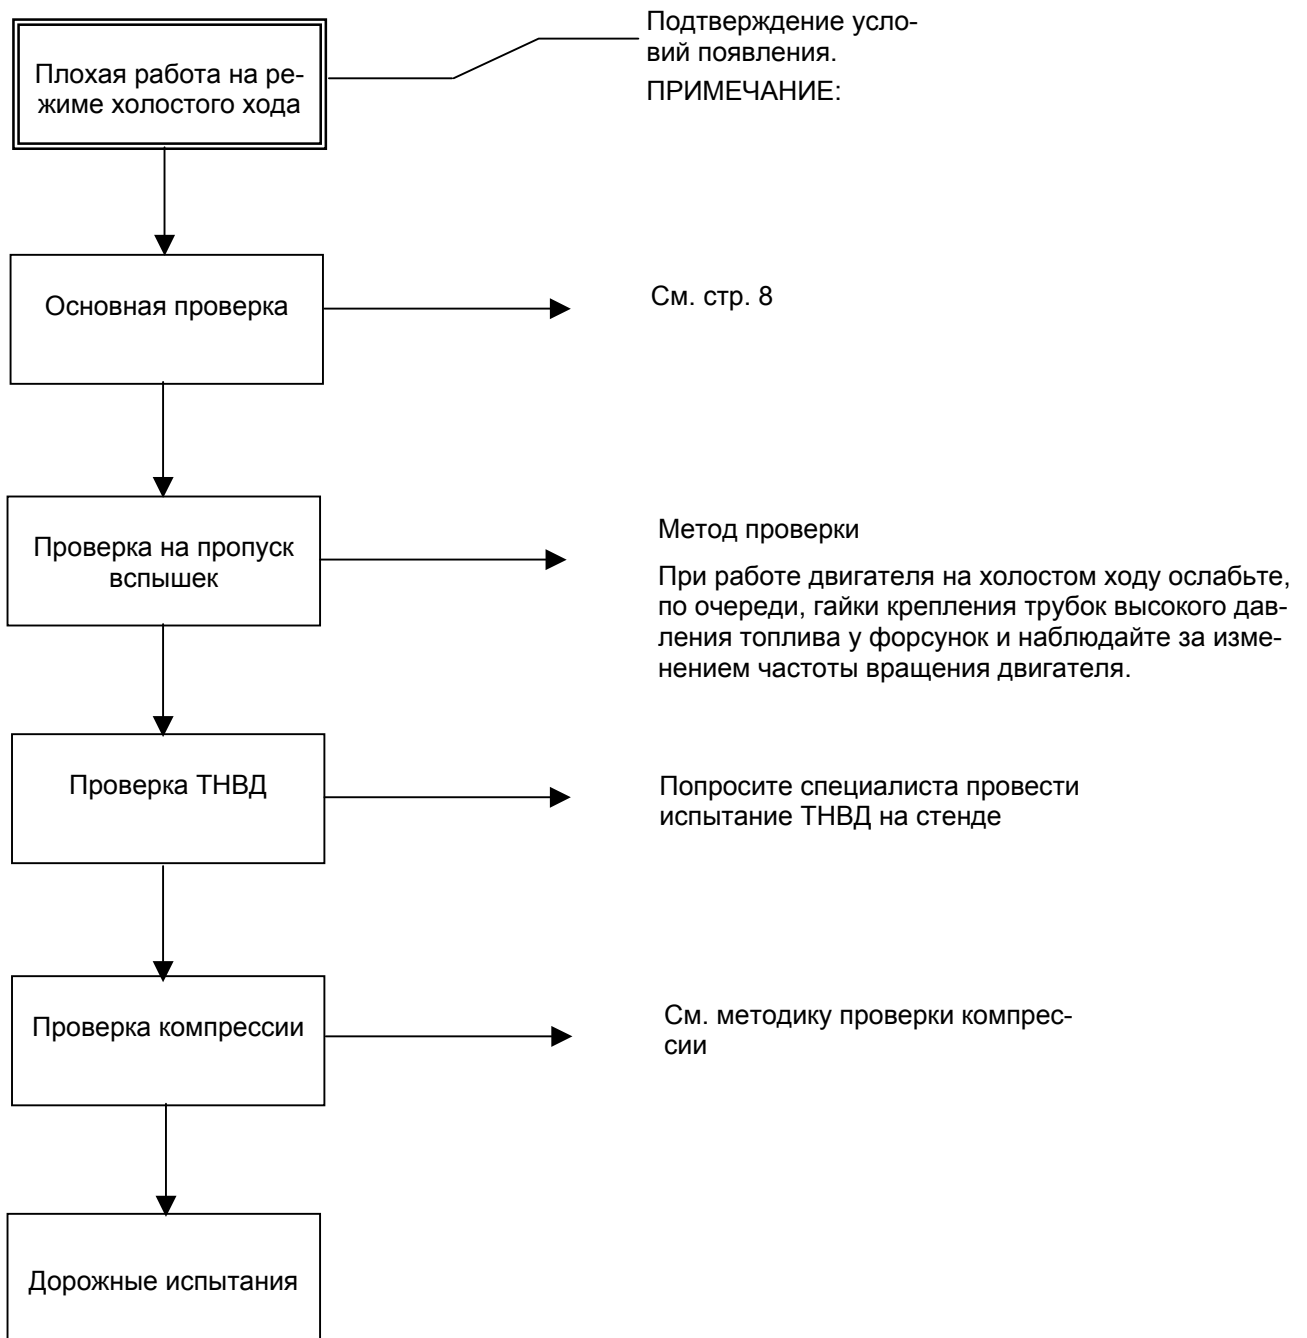 Подтверждение усло-
вий появления.
ПРИМЕЧАНИЕ:
Плохая работа на ре-
жиме холостого хода
Основная проверка
См. стр. 8
Проверка на пропуск
вспышек
Метод проверки
При работе двигателя на холостом ходу ослабьте,
по очереди, гайки крепления трубок высокого дав-
ления топлива у форсунок и наблюдайте за изме-
нением частоты вращения двигателя.
Проверка ТНВД
Попросите специалиста провести
испытание ТНВД на стенде
Проверка компрессии
См. методику проверки компрес-
сии
Дорожные испытания